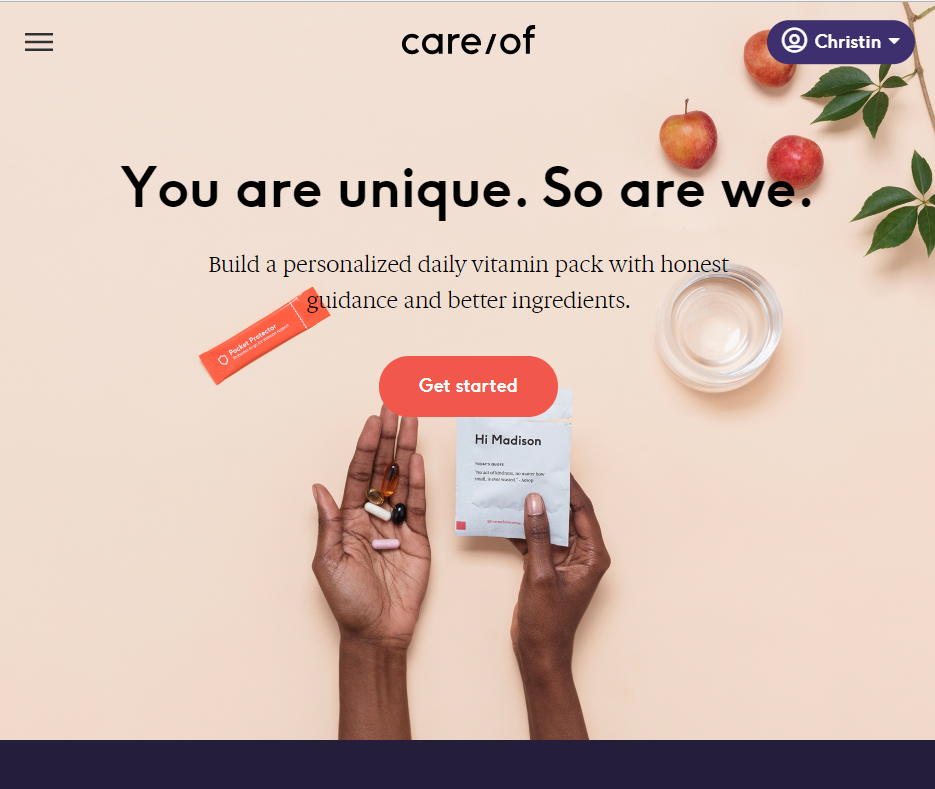 care/of
Christin
You are unique. So are we.
Build a personalized daily vitamin pack with honest
guidance and better ingredients.
Pocket Protector
Get started
Hi Madison
TODAY'S QUOTE
"No act of kindness, no matter how
small, is ever wasted." - Aesop